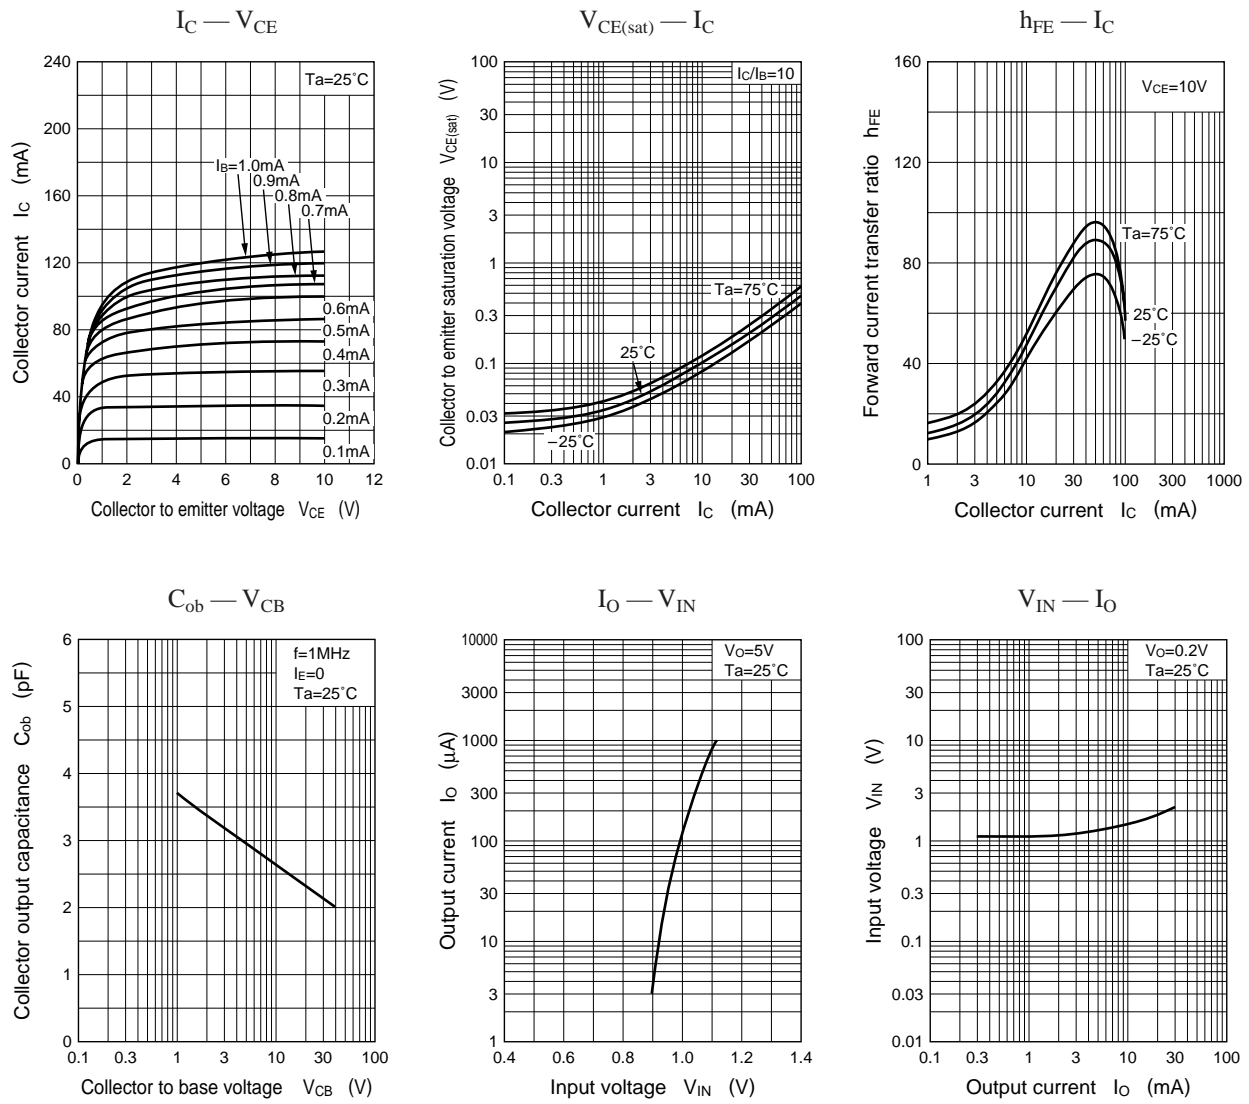 IC — VCE
240
200
160
120
80
40
0
0
2
4
6
8
10
12
Ta=25˚C
IB=1.0mA
0.9mA
0.8mA
0.7mA
0.6mA
0.5mA
0.4mA
0.3mA
0.2mA
0.1mA
Collector current IC (mA)
Collector to emitter voltage VCE (V)
VCE(sat) — IC
100
30
10
3
1
0.3
0.1
0.03
0.01
0.1
0.3
1
3
10
30
100
IC/IB=10
Ta=75˚C
25˚C
–25˚C
Collector to emitter saturation voltage VCE(sat) (V)
Collector current IC (mA)
hFE — IC
160
120
80
40
0
1
3
10
30
100
300
1000
VCE=10V
Ta=75˚C
25˚C
–25˚C
Forward current transfer ratio hFE
Collector current IC (mA)
Cob — VCB
6
5
4
3
2
1
0
0.1
0.3
1
3
10
30
100
f=1MHz
IE=0
Ta=25˚C
Collector output capacitance Cob (pF)
Collector to base voltage VCB (V)
IO — VIN
10000
3000
1000
300
100
30
10
3
1
0.4
0.6
0.8
1.0
1.2
1.4
VO=5V
Ta=25˚C
Output current IO (µA)
Input voltage VIN (V)
VIN — IO
100
30
10
3
1
0.3
0.1
0.03
0.01
0.1
0.3
1
3
10
30
100
VO=0.2V
Ta=25˚C
Input voltage VIN (V)
Output current IO (mA)